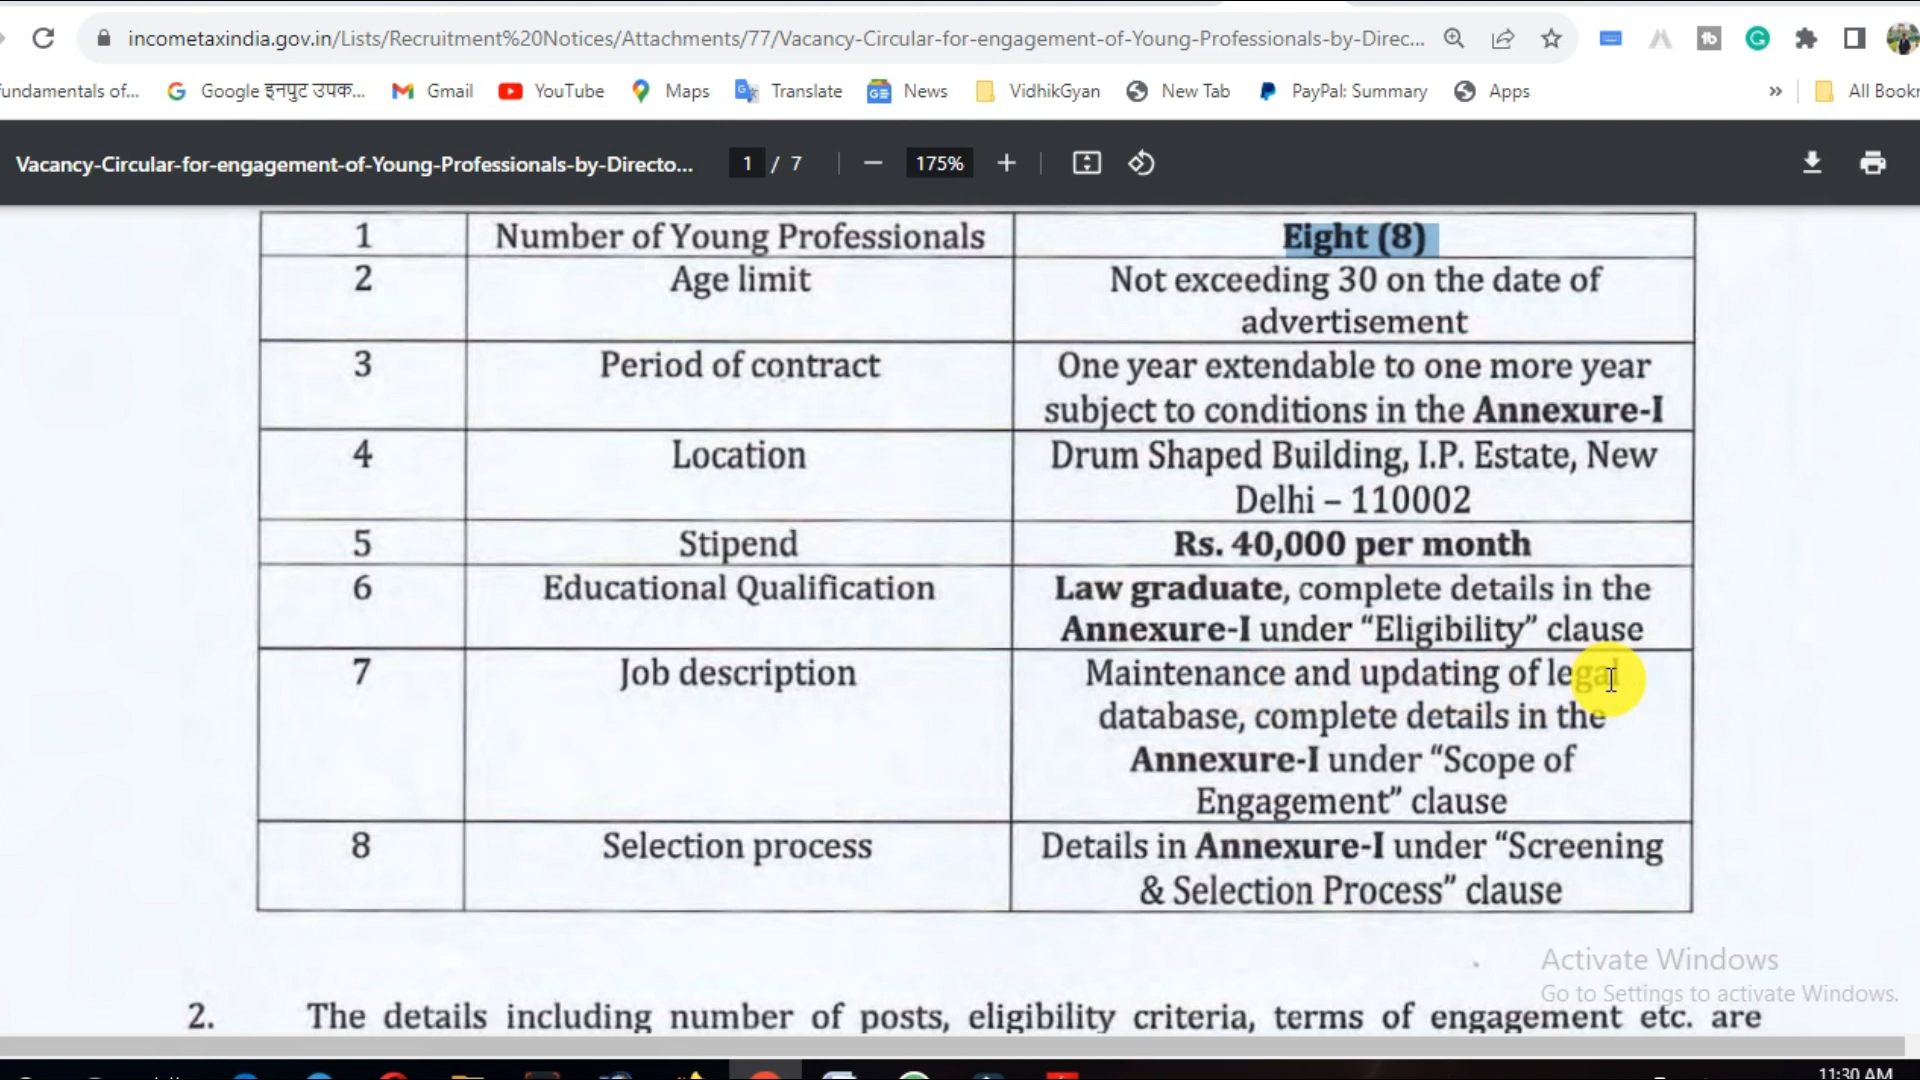 incometaxindia.gov.in/Lists/Recruitment%20Notices/Attachments/77/Vacancy-Circular-for-engagement-of-Young-Professionals-by-Direc...
undamentals of... Google इनपुट उपक... Gmail YouTube Maps Translate News VidhikGyan New Tab PayPal: Summary Apps » All Book
Vacancy-Circular-for-engagement-of-Young-Professionals-by-Directo... 1 / 7 − 175% +
1 Number of Young Professionals Eight (8)
2 Age limit Not exceeding 30 on the date of
advertisement
3 Period of contract One year extendable to one more year
subject to conditions in the Annexure-I
4 Location Drum Shaped Building, I.P. Estate, New
Delhi – 110002
5 Stipend Rs. 40,000 per month
6 Educational Qualification Law graduate, complete details in the
Annexure-I under “Eligibility” clause
7 Job description Maintenance and updating of legal
database, complete details in the
Annexure-I under “Scope of
Engagement” clause
8 Selection process Details in Annexure-I under “Screening
& Selection Process” clause
Activate Windows
Go to Settings to activate Windows.
2. The details including number of posts, eligibility criteria, terms of engagement etc. are
11:30 AM